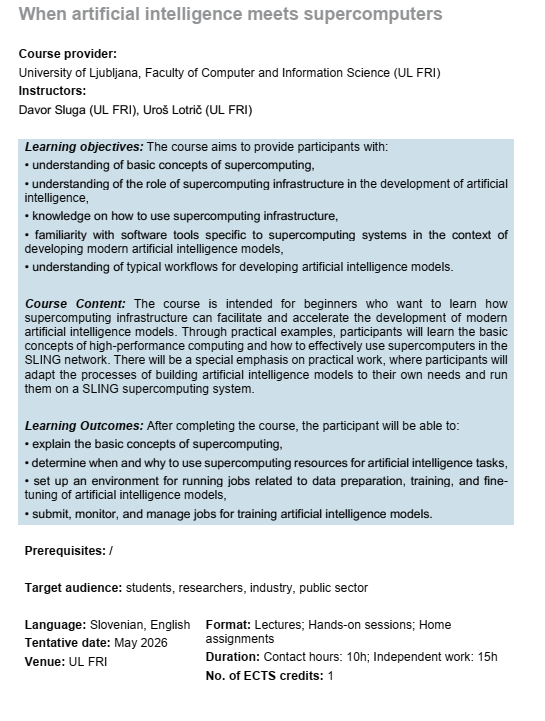 When artificial intelligence meets supercomputers
Course provider:
University of Ljubljana, Faculty of Computer and Information Science (UL FRI)
Instructors:
Davor Sluga (UL FRI), Uroš Lotrič (UL FRI)
Learning objectives: The course aims to provide participants with:
• understanding of basic concepts of supercomputing,
• understanding of the role of supercomputing infrastructure in the development of artificial
intelligence,
• knowledge on how to use supercomputing infrastructure,
• familiarity with software tools specific to supercomputing systems in the context of
developing modern artificial intelligence models,
• understanding of typical workflows for developing artificial intelligence models.
Course Content: The course is intended for beginners who want to learn how
supercomputing infrastructure can facilitate and accelerate the development of modern
artificial intelligence models. Through practical examples, participants will learn the basic
concepts of high-performance computing and how to effectively use supercomputers in the
SLING network. There will be a special emphasis on practical work, where participants will
adapt the processes of building artificial intelligence models to their own needs and run
them on a SLING supercomputing system.
Learning Outcomes: After completing the course, the participant will be able to:
• explain the basic concepts of supercomputing,
• determine when and why to use supercomputing resources for artificial intelligence tasks,
• set up an environment for running jobs related to data preparation, training, and fine-
tuning of artificial intelligence models,
• submit, monitor, and manage jobs for training artificial intelligence models.
Prerequisites: /
Target audience: students, researchers, industry, public sector
Language: Slovenian, English
Tentative date: May 2026
Venue: UL FRI
Format: Lectures; Hands-on sessions; Home
assignments
Duration: Contact hours: 10h; Independent work: 15h
No. of ECTS credits: 1